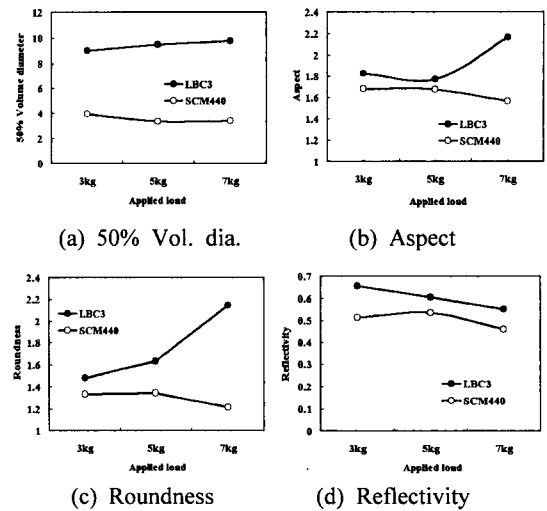 50% Volume diameter
12
10
8
6
4
2
0
LBC3
SCM440
3kg 5kg 7kg
Applied load
(a) 50% Vol. dia.
Aspect
2.4
2.2
2
1.8
1.6
1.4
1.2
1
LBC3
SCM440
3kg 5kg 7kg
Applied load
(b) Aspect
Roundness
2.4
2.2
2
1.8
1.6
1.4
1.2
1
LBC3
SCM440
3kg 5kg 7kg
Applied load
(c) Roundness
Reflectivity
0.7
0.6
0.5
0.4
0.3
0.2
0.1
0
LBC3
SCM440
3kg 5kg 7kg
Applied load
(d) Reflectivity